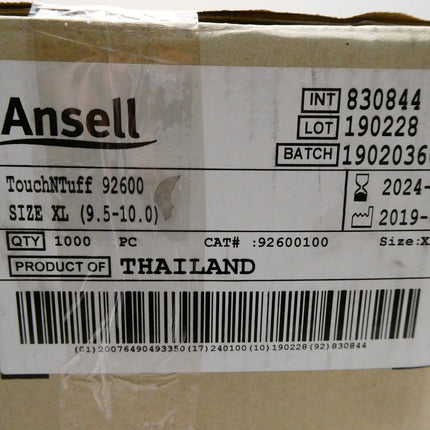 Ansell
INT 830844
LOT 190228
BATCH 1902036
TouchNTuff 92600
SIZE XL (9.5-10.0)
2024-
2019-
QTY 1000 PC CAT# :92600100 Size:X
PRODUCT OF THAILAND
(01)20076490493350(17)240100(10)190228(92)830844